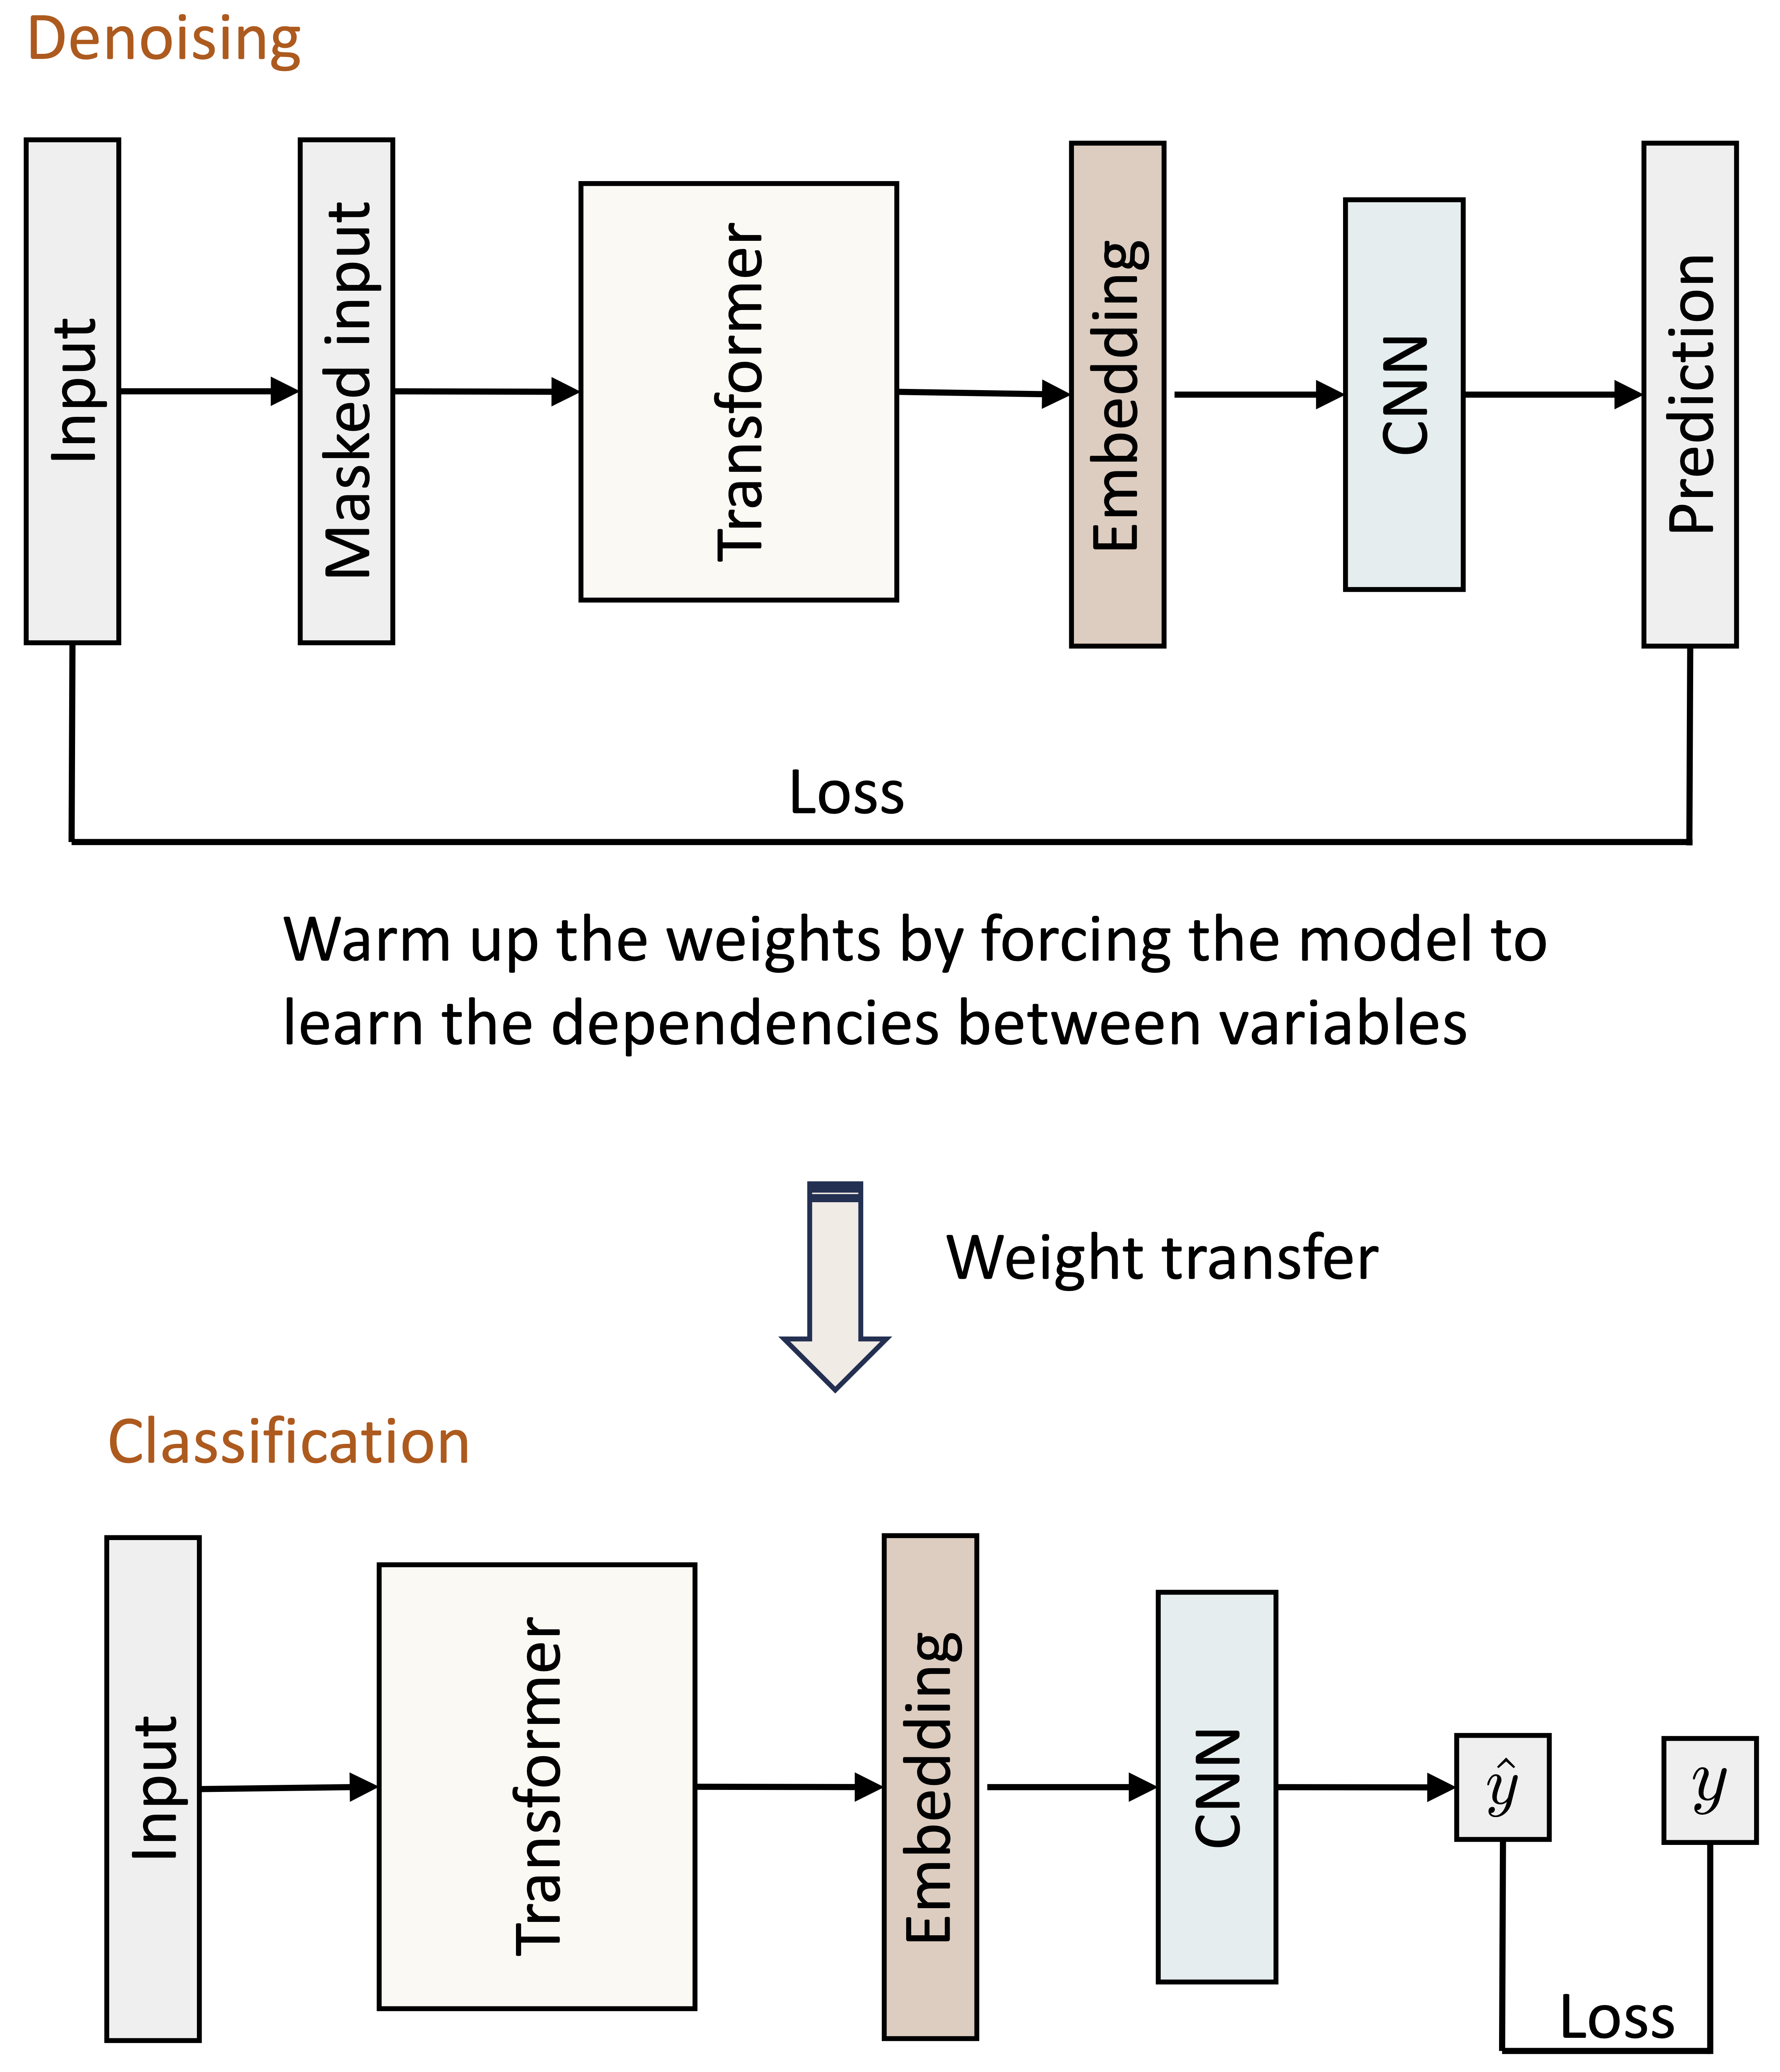 Denoising
Input
Masked input
Transformer
Embedding
CNN
Prediction
Loss
Warm up the weights by forcing the model to
learn the dependencies between variables
Weight transfer
Classification
Input
Transformer
Embedding
CNN
ŷ
y
Loss